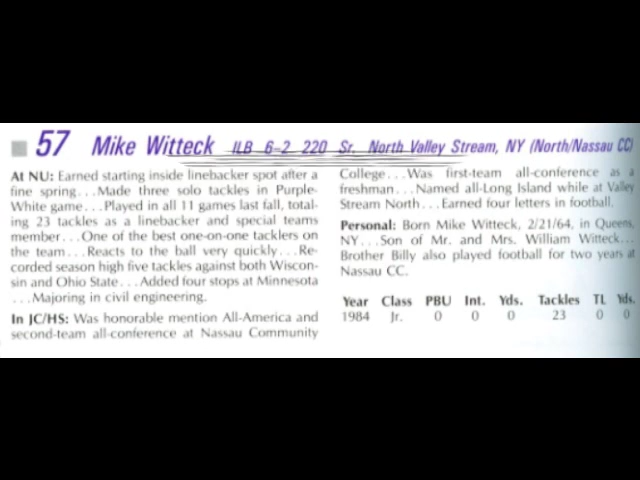 57 Mike Witteck ILB 6-2 220 Sr. North Valley Stream, NY (North/Nassau CC)
At NU: Earned starting inside linebacker spot after a
fine spring...Made three solo tackles in Purple-
White game...Played in all 11 games last fall, total-
ing 23 tackles as a linebacker and special teams
member...One of the best one-on-one tacklers on
the team...Reacts to the ball very quickly...Re-
corded season high five tackles against both Wiscon-
sin and Ohio State...Added four stops at Minnesota
...Majoring in civil engineering.
In JC/HS: Was honorable mention All-America and
second-team all-conference at Nassau Community
College...Was first-team all-conference as a
freshman...Named all-Long Island while at Valley
Stream North...Earned four letters in football.
Personal: Born Mike Witteck, 2/21/64, in Queens,
NY...Son of Mr. and Mrs. William Witteck...
Brother Billy also played football for two years at
Nassau CC.
Year Class PBU Int. Yds. Tackles TL Yds.
1984 Jr. 0 0 0 23 0 0